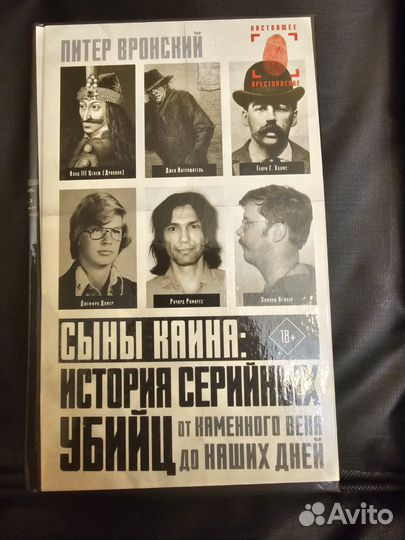 ПИТЕР ВРОНСКИЙ
НАСТОЯЩЕЕ
ПРЕСТУПЛЕНИЕ
Влад III Цепеш (Дракула)
Джек Потрошитель
Генри Г. Холмс
Джеффри Дамер
Ричард Рамирес
Эдмунд Кемпер
СЫНЫ КАИНА:
18+
ИСТОРИЯ СЕРИЙНЫХ
УБИЙЦ ОТ КАМЕННОГО ВЕКА
ДО НАШИХ ДНЕЙ
Avito